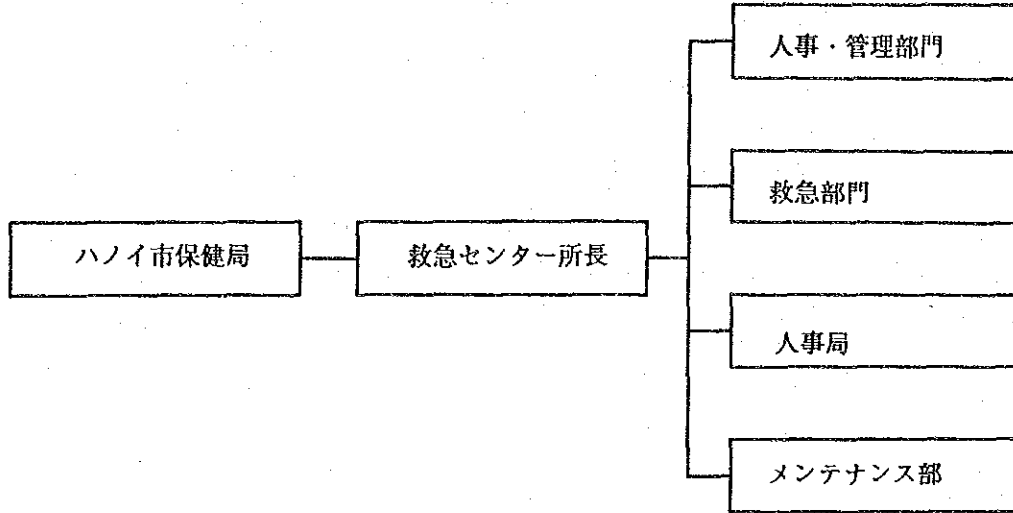 ハノイ市保健局
救急センター所長
人事・管理部門
救急部門
人事局
メンテナンス部